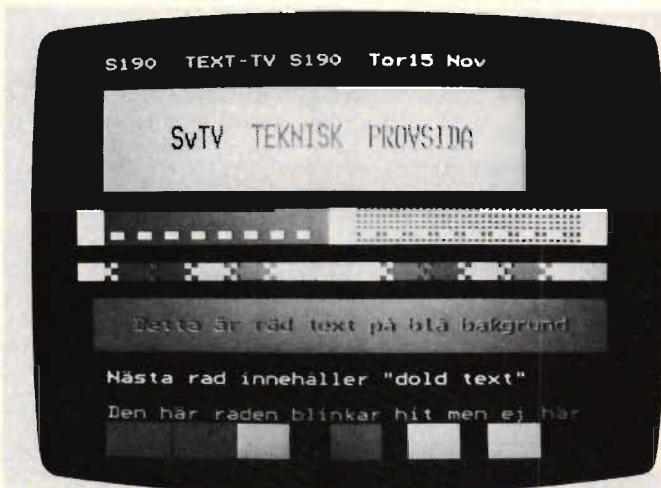 S190 TEXT-TV S190 Tor15 Nov
SvTV TEKNISK PROVSIDA
Detta är röd text på blå bakgrund
Nästa rad innehåller "dold text"
Den här raden blinkar hit men ej här